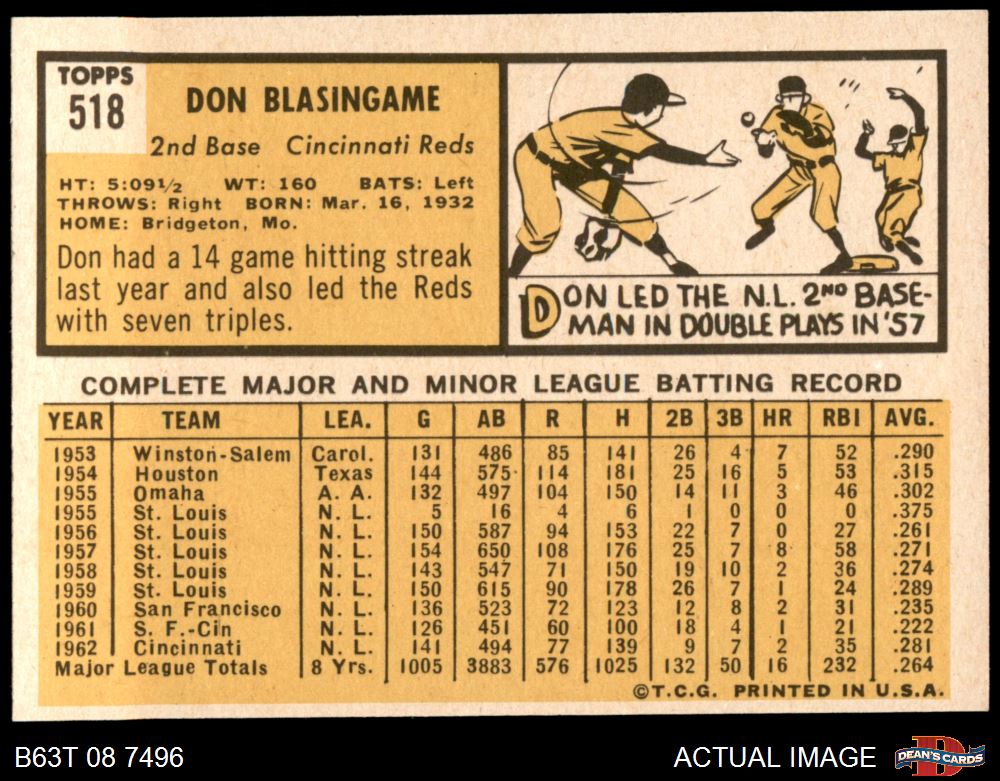 TOPPS
518
DON BLASINGAME
2nd Base Cincinnati Reds
HT: 5:09½ WT: 160 BATS: Left
THROWS: Right BORN: Mar. 16, 1932
HOME: Bridgeton, Mo.
Don had a 14 game hitting streak
last year and also led the Reds
with seven triples.
DON LED THE N.L. 2ND BASE-
MAN IN DOUBLE PLAYS IN '57
COMPLETE MAJOR AND MINOR LEAGUE BATTING RECORD
YEAR TEAM LEA. G AB R H 2B 3B HR RBI AVG.
1953 Winston-Salem Carol. 131 486 85 141 26 4 7 52 .290
1954 Houston Texas 144 575 114 181 25 16 5 53 .315
1955 Omaha A. A. 132 497 104 150 14 11 3 46 .302
1955 St. Louis N. L. 5 16 4 6 1 0 0 0 .375
1956 St. Louis N. L. 150 587 94 153 22 7 0 27 .261
1957 St. Louis N. L. 154 650 108 176 25 7 8 58 .271
1958 St. Louis N. L. 143 547 71 150 19 10 2 36 .274
1959 St. Louis N. L. 150 615 90 178 26 7 1 24 .289
1960 San Francisco N. L. 136 523 72 123 12 8 2 31 .235
1961 S. F.-Cin N. L. 126 451 60 100 18 4 1 21 .222
1962 Cincinnati N. L. 141 494 77 139 9 7 2 35 .281
Major League Totals 8 Yrs. 1005 3883 576 1025 132 50 16 232 .264
©T.C.G. PRINTED IN U.S.A.
B63T 08 7496 ACTUAL IMAGE
DEAN'S CARDS